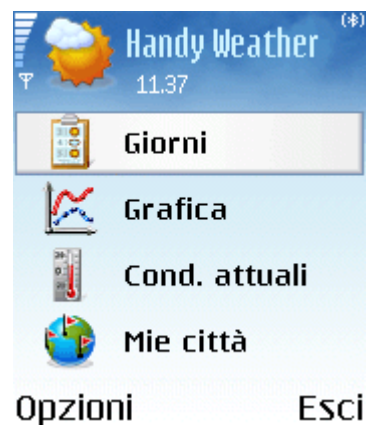 Handy Weather
11.37
Giorni
Grafica
Cond. attuali
Mie città
Opzioni Esci